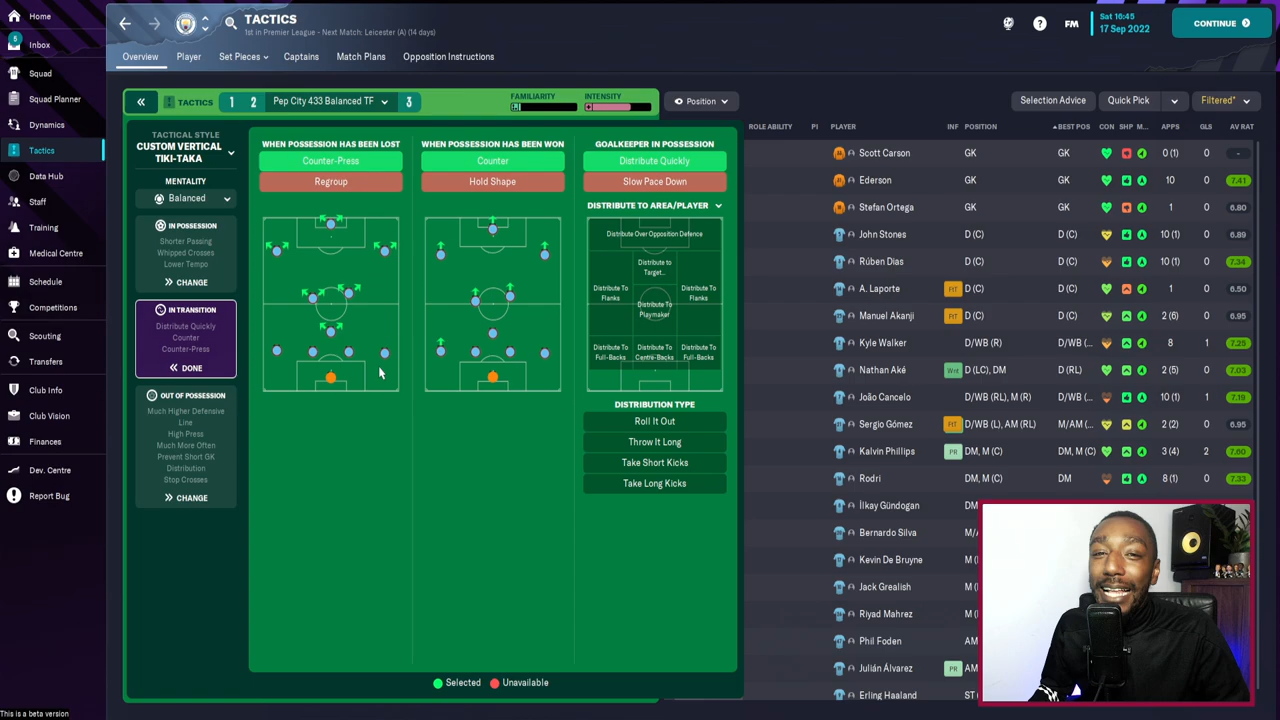 Home
5
Inbox
Squad
Squad Planner
Dynamics
Tactics
Data Hub
Staff
Training
Medical Centre
Schedule
Competitions
Scouting
Transfers
Club Info
Club Vision
Finances
Dev. Centre
Report Bug
This is a beta version
TACTICS
1st in Premier League - Next Match: Leicester (A) (14 days)
FM
Sat 16:45
17 Sep 2022
CONTINUE
Overview
Player
Set Pieces
Captains
Match Plans
Opposition Instructions
TACTICS
1
2
Pep City 433 Balanced TF
3
FAMILIARITY
INTENSITY
Position
Selection Advice
Quick Pick
Filtered*
TACTICAL STYLE
CUSTOM VERTICAL
TIKI-TAKA
MENTALITY
Balanced
IN POSSESSION
Shorter Passing
Whipped Crosses
Lower Tempo
CHANGE
IN TRANSITION
Distribute Quickly
Counter
Counter-Press
DONE
OUT OF POSSESSION
Much Higher Defensive
Line
High Press
Much More Often
Prevent Short GK
Distribution
Stop Crosses
CHANGE
WHEN POSSESSION HAS BEEN LOST
Counter-Press
Regroup
WHEN POSSESSION HAS BEEN WON
Counter
Hold Shape
GOALKEEPER IN POSSESSION
Distribute Quickly
Slow Pace Down
DISTRIBUTE TO AREA/PLAYER
Distribute Over Opposition Defence
Distribute to
Target...
Distribute To
Flanks
Distribute To
Playmaker
Distribute To
Flanks
Distribute To
Full-Backs
Distribute To
Centre-Backs
Distribute To
Full-Backs
DISTRIBUTION TYPE
Roll It Out
Throw It Long
Take Short Kicks
Take Long Kicks
Selected
Unavailable
ROLE ABILITY PI PLAYER INF POSITION BEST POS CON SHP M... APPS GLS AV RAT
Scott Carson GK GK 0 (1) 0 -
Ederson GK GK 10 0 7.41
Stefan Ortega GK GK 1 0 6.80
John Stones D (C) D (C) 10 (1) 0 6.89
Rúben Dias D (C) D (C) 10 (1) 0 7.34
A. Laporte FIT D (C) D (C) 1 0 6.50
Manuel Akanji FIT D (C) D (C) 2 (6) 0 6.95
Kyle Walker D/WB (R) D/WB (... 8 1 7.25
Nathan Aké Wnt D (LC), DM D (RL) 2 (5) 0 7.03
João Cancelo D/WB (RL), M (R) D/WB (... 10 (1) 1 7.19
Sergio Gómez FIT D/WB (L), AM (RL) M/AM (... 2 (2) 0 6.95
Kalvin Phillips PR DM, M (C) DM, M (C) 3 (4) 2 7.60
Rodri DM, M (C) DM 8 (1) 0 7.33
İlkay Gündogan DM
Bernardo Silva M/A
Kevin De Bruyne M (
Jack Grealish M (
Riyad Mahrez M (
Phil Foden AM
Julián Álvarez PR AM
Erling Haaland ST (